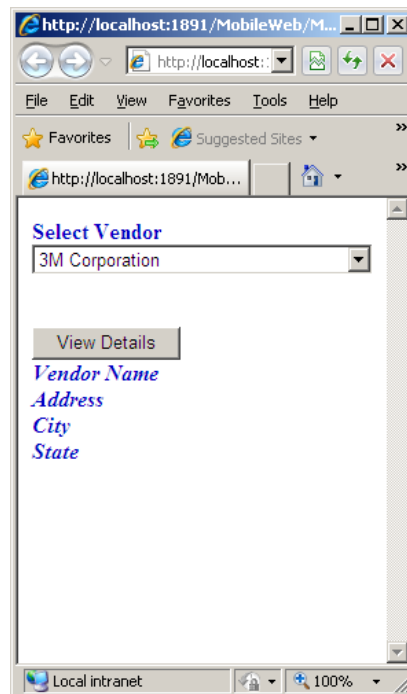 http://localhost:1891/MobileWeb/M...
http://localhost:
File Edit View Favorites Tools Help
Favorites Suggested Sites
http://localhost:1891/Mob...
Select Vendor
3M Corporation
View Details
Vendor Name
Address
City
State
Local intranet 100%